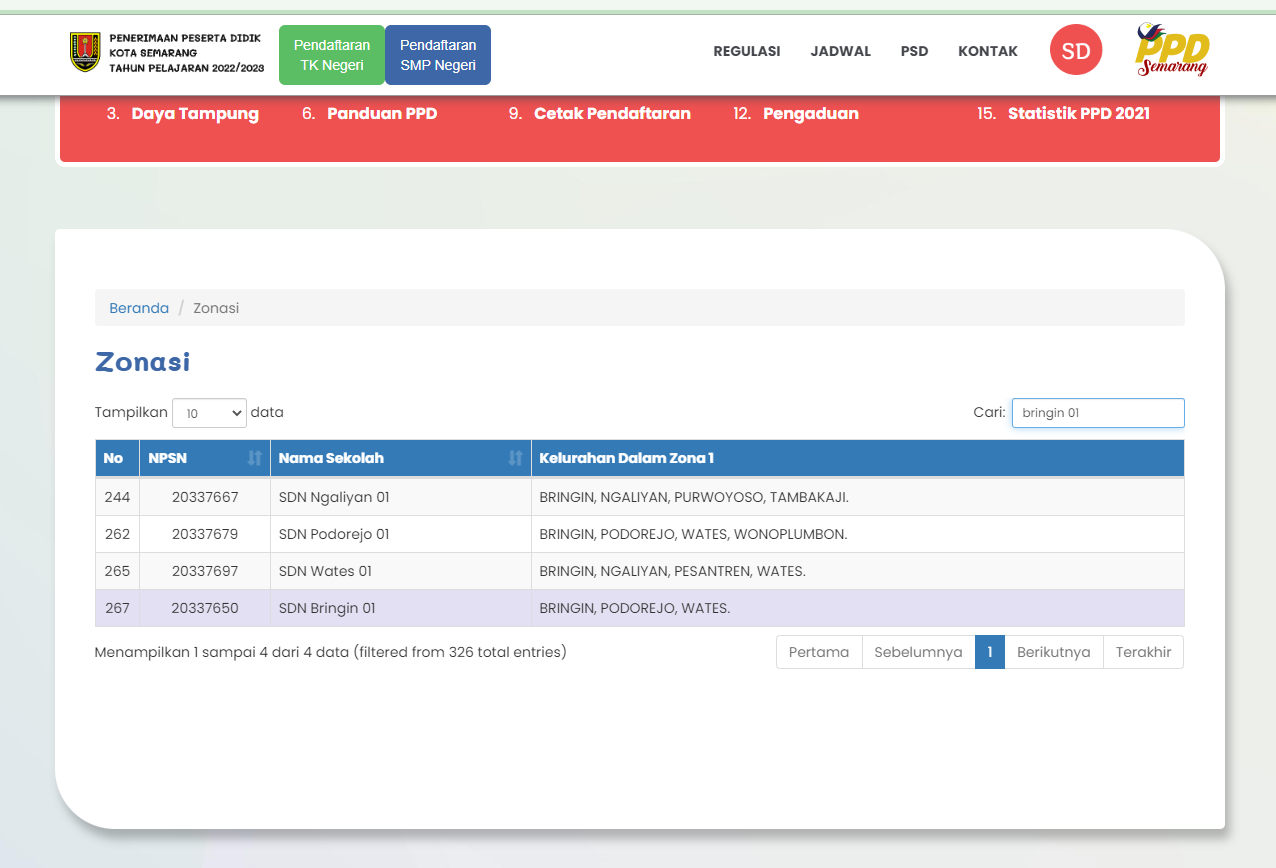 PENERIMAAN PESERTA DIDIK
KOTA SEMARANG
TAHUN PELAJARAN 2022/2023
Pendaftaran
TK Negeri
Pendaftaran
SMP Negeri
REGULASI JADWAL PSD KONTAK SD
PPD
Semarang
3. Daya Tampung 6. Panduan PPD 9. Cetak Pendaftaran 12. Pengaduan 15. Statistik PPD 2021
Beranda / Zonasi
Zonasi
Tampilkan 10 data Cari: bringin 01
No NPSN Nama Sekolah Kelurahan Dalam Zona 1
244 20337667 SDN Ngaliyan 01 BRINGIN, NGALIYAN, PURWOYOSO, TAMBAKAJI.
262 20337679 SDN Podorejo 01 BRINGIN, PODOREJO, WATES, WONOPLUMBON.
265 20337697 SDN Wates 01 BRINGIN, NGALIYAN, PESANTREN, WATES.
267 20337650 SDN Bringin 01 BRINGIN, PODOREJO, WATES.
Menampilkan 1 sampai 4 dari 4 data (filtered from 326 total entries) Pertama Sebelumnya 1 Berikutnya Terakhir